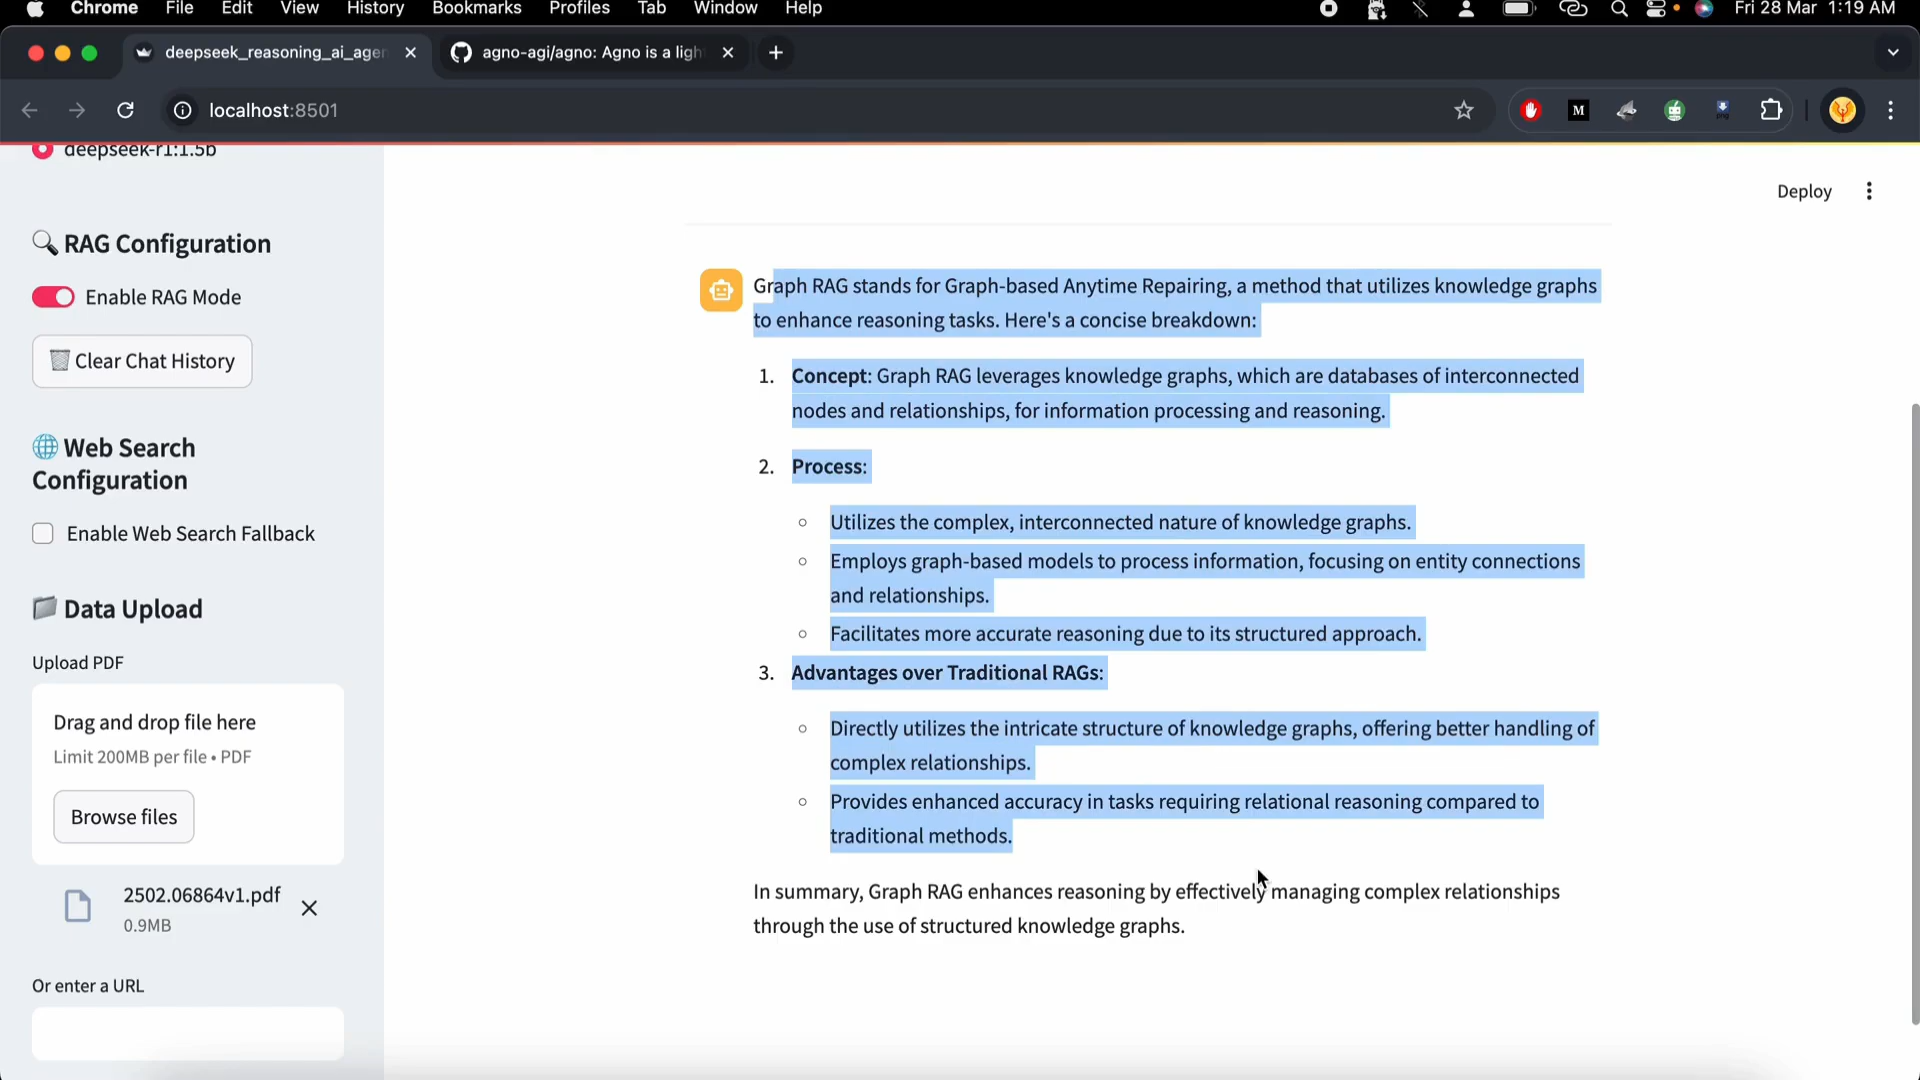 Chrome File Edit View History Bookmarks Profiles Tab Window Help Fri 28 Mar 1:19 AM
deepseek_reasoning_ai_age agno-agi/agno: Agno is a ligh
localhost:8501
deepseek-r1:1.5b
Deploy
RAG Configuration
Enable RAG Mode
Clear Chat History
Web Search
Configuration
Enable Web Search Fallback
Data Upload
Upload PDF
Drag and drop file here
Limit 200MB per file • PDF
Browse files
2502.06864v1.pdf
0.9MB
Or enter a URL
Graph RAG stands for Graph-based Anytime Repairing, a method that utilizes knowledge graphs
to enhance reasoning tasks. Here's a concise breakdown:
1. Concept: Graph RAG leverages knowledge graphs, which are databases of interconnected
nodes and relationships, for information processing and reasoning.
2. Process:
Utilizes the complex, interconnected nature of knowledge graphs.
Employs graph-based models to process information, focusing on entity connections
and relationships.
Facilitates more accurate reasoning due to its structured approach.
3. Advantages over Traditional RAGs:
Directly utilizes the intricate structure of knowledge graphs, offering better handling of
complex relationships.
Provides enhanced accuracy in tasks requiring relational reasoning compared to
traditional methods.
In summary, Graph RAG enhances reasoning by effectively managing complex relationships
through the use of structured knowledge graphs.